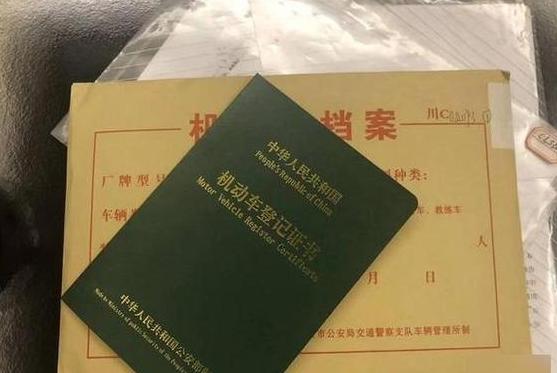 机 档案
川C
厂牌型号
种类:
车辆
车、教练车
人
月 日
市公安局交通警察支队车辆管理所制
中华人民共和国
People's Republic of China
机动车登记证书
Motor Vehicle Register Certificate
中华人民共和国公安部